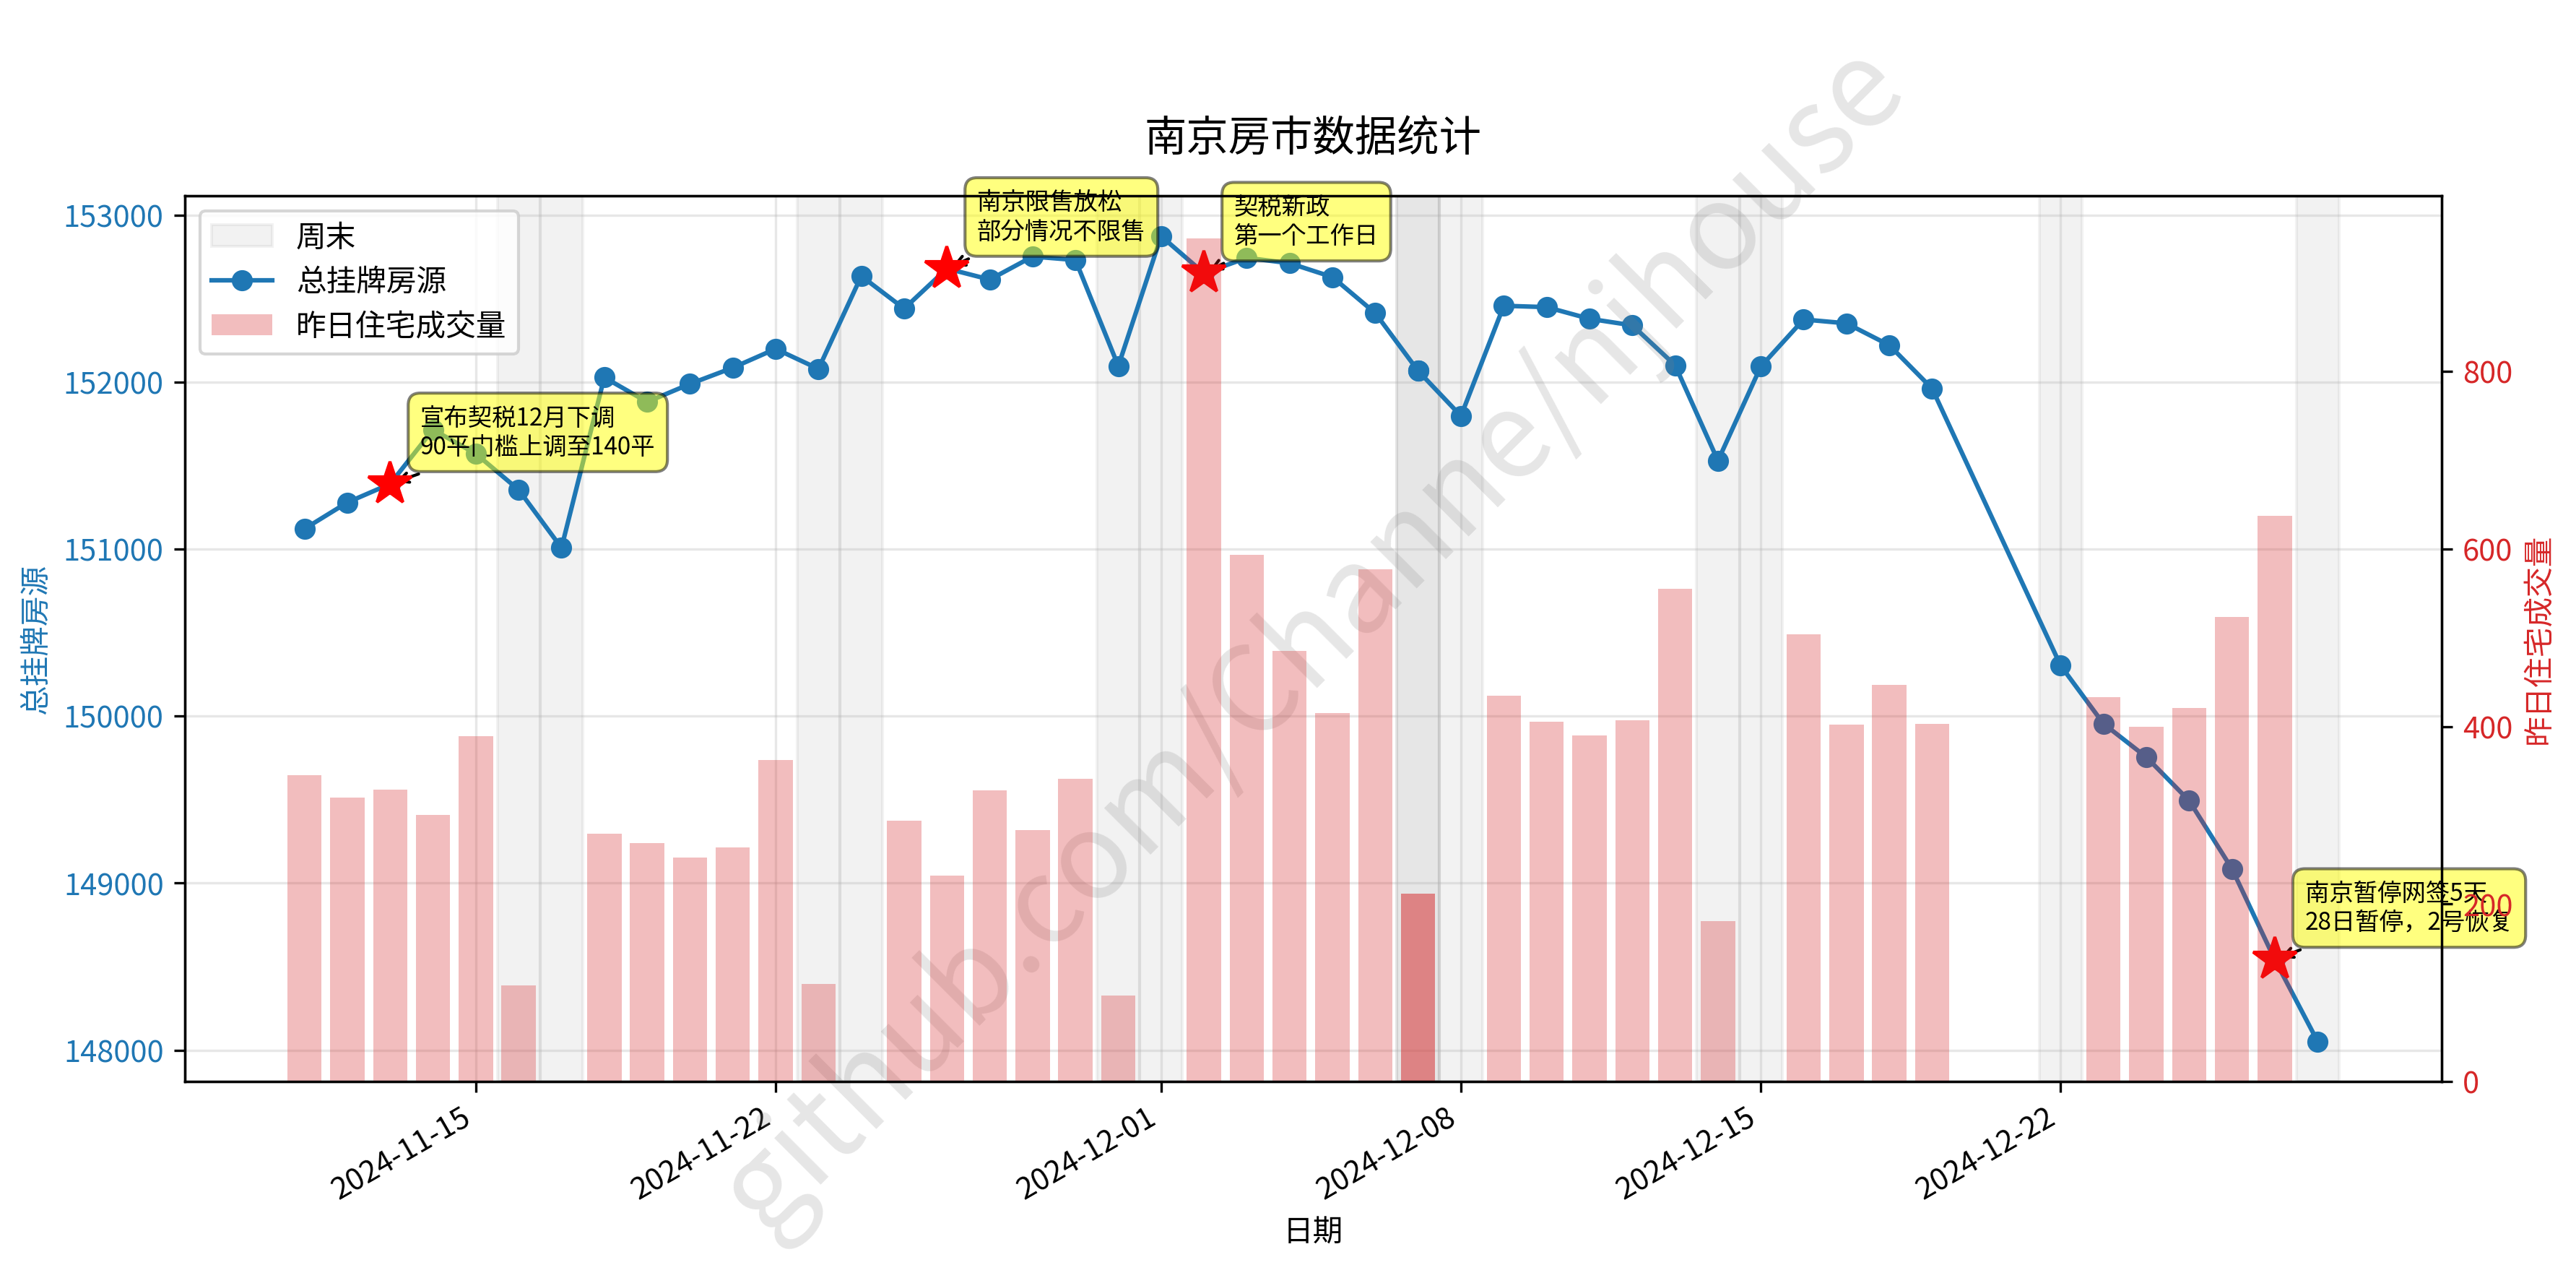 南京房市数据统计
周末
总挂牌房源
昨日住宅成交量
南京限售放松
部分情况不限售
契税新政
第一个工作日
宣布契税12月下调
90平门槛上调至140平
南京暂停网签5天
28日暂停，2号恢复
总挂牌房源
153000
152000
151000
150000
149000
148000
昨日住宅成交量
800
600
400
200
0
2024-11-15
2024-11-22
2024-12-01
2024-12-08
2024-12-15
2024-12-22
日期
github.com/Channe/njhouse